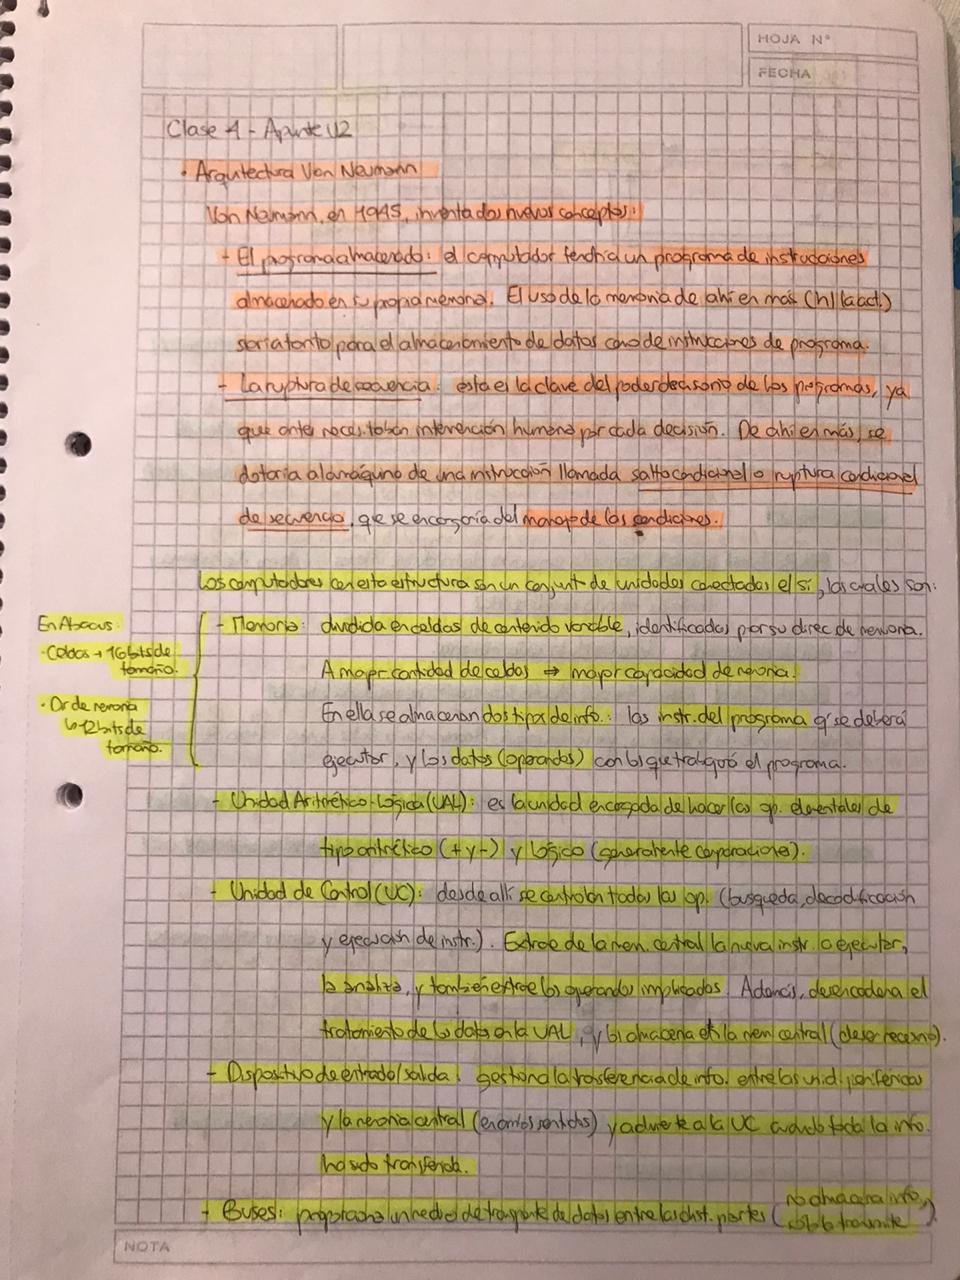 HOJA N°
FECHA
Clase 4 - Apunte U2
• Arquitectura Von Neumann
Von Neumann, en 1945, inventa dos nuevos conceptos:
- El programa almacenado: el computador tendría un programa de instrucciones
almacenado en su propia memoria. El uso de la memoria de ahí en más (h/ la act.)
sería tanto para el almacenamiento de datos como de instrucciones de programa.
- La ruptura de secuencia: esta es la clave del poder decisorio de los programas, ya
que antes necesitaban intervención humana por cada decisión. De ahí en más, se
dotaría a la máquina de una instrucción llamada salto condicional o ruptura condicional
de secuencia, que se encargaría del manejo de las condiciones.
Los computadores con esta estructura son un conjunt. de unidades conectadas e/ sí, las cuales son:
En Abacus:
• Celdas → 16 bits de
tamaño.
• Dir de memoria
↳ 12 bits de
tamaño.
- Memoria: dividida en celdas de contenido variable, identificadas por su direc de memoria.
A mayor cantidad de celdas ⇒ mayor capacidad de memoria.
En ella se almacenan dos tipos de info.: las instr. del programa q' se deberá
ejecutar, y los datos (operandos) con los que trabajará el programa.
- Unidad Aritmético-Lógica (UAL): es la unidad encargada de hacer las op. elementales de
tipo aritmético (+ y -) y lógico (generalmente comparaciones).
- Unidad de Control (UC): desde allí se controlan todas las op. (busqueda, decodificación
y ejecución de instr.). Extrae de la mem. central la nueva instr. a ejecutar,
la analiza, y también extrae los operandos implicados. Además, desencadena el
tratamiento de los datos en la UAL, y los almacena en la mem central (de ser necesario).
- Dispositivo de entrada/salida: gestiona la transferencia de info. entre las unid. periféricas
y la memoria central (en ambos sentidos) y advierte a la UC cuando toda la info.
ha sido transferida.
- Buses: proporciona un medio de transporte de datos entre las dist. partes (no almacena info,
sólo la transmite).
NOTA